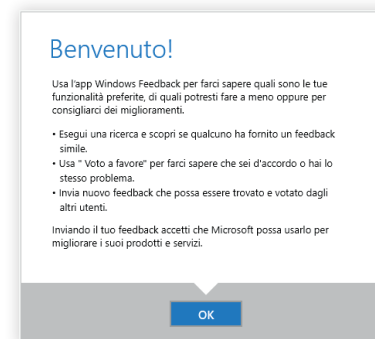 Benvenuto!
Usa l'app Windows Feedback per farci sapere quali sono le tue
funzionalità preferite, di quali potresti fare a meno oppure per
consigliarci dei miglioramenti.
• Esegui una ricerca e scopri se qualcuno ha fornito un feedback
simile.
• Usa " Voto a favore" per farci sapere che sei d'accordo o hai lo
stesso problema.
• Invia nuovo feedback che possa essere trovato e votato dagli
altri utenti.
Inviando il tuo feedback accetti che Microsoft possa usarlo per
migliorare i suoi prodotti e servizi.
OK